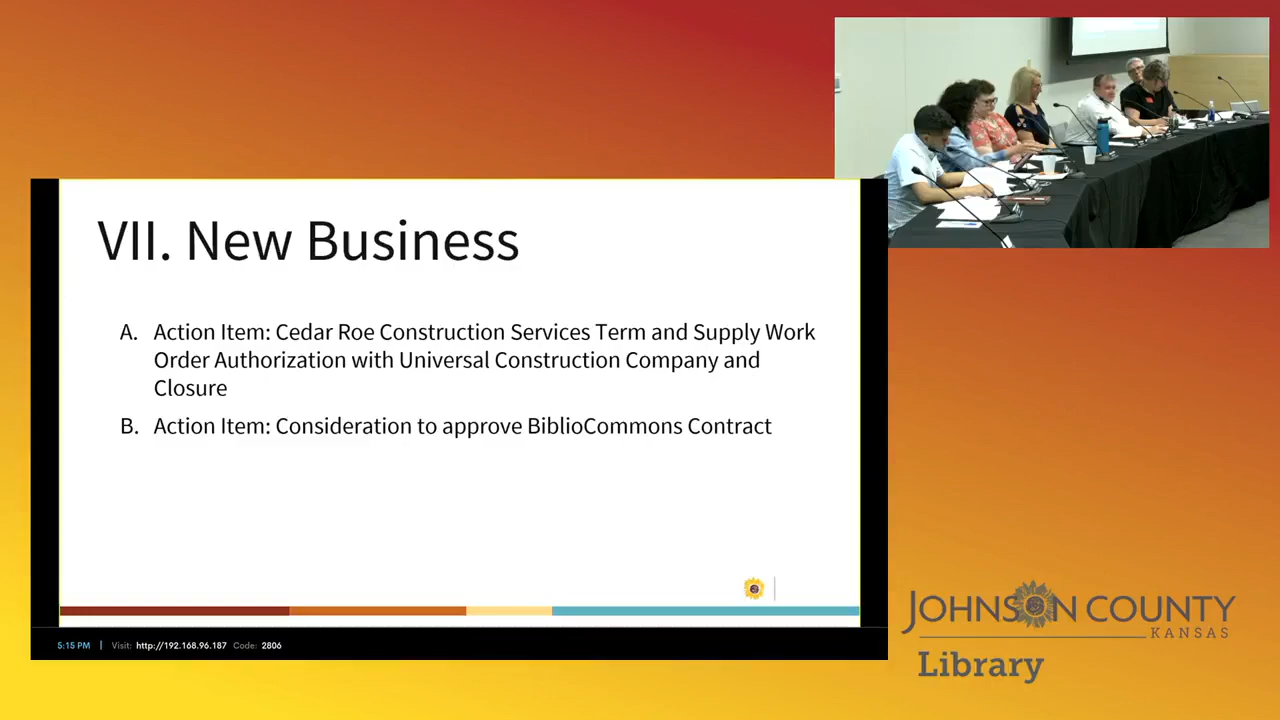 VII. New Business
A. Action Item: Cedar Roe Construction Services Term and Supply Work
Order Authorization with Universal Construction Company and
Closure
B. Action Item: Consideration to approve BiblioCommons Contract
5:15 PM | Visit: http://192.168.96.187 Code: 2806
JOHNSON COUNTY
KANSAS
Library